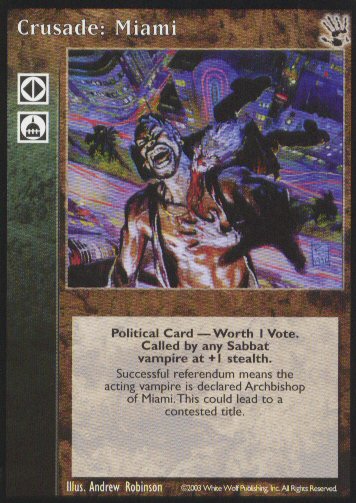 Crusade: Miami
Political Card — Worth 1 Vote.
Called by any Sabbat
vampire at +1 stealth.
Successful referendum means the
acting vampire is declared Archbishop
of Miami. This could lead to a
contested title.
Illus. Andrew Robinson ©2003 White Wolf Publishing, Inc. All Rights Reserved.